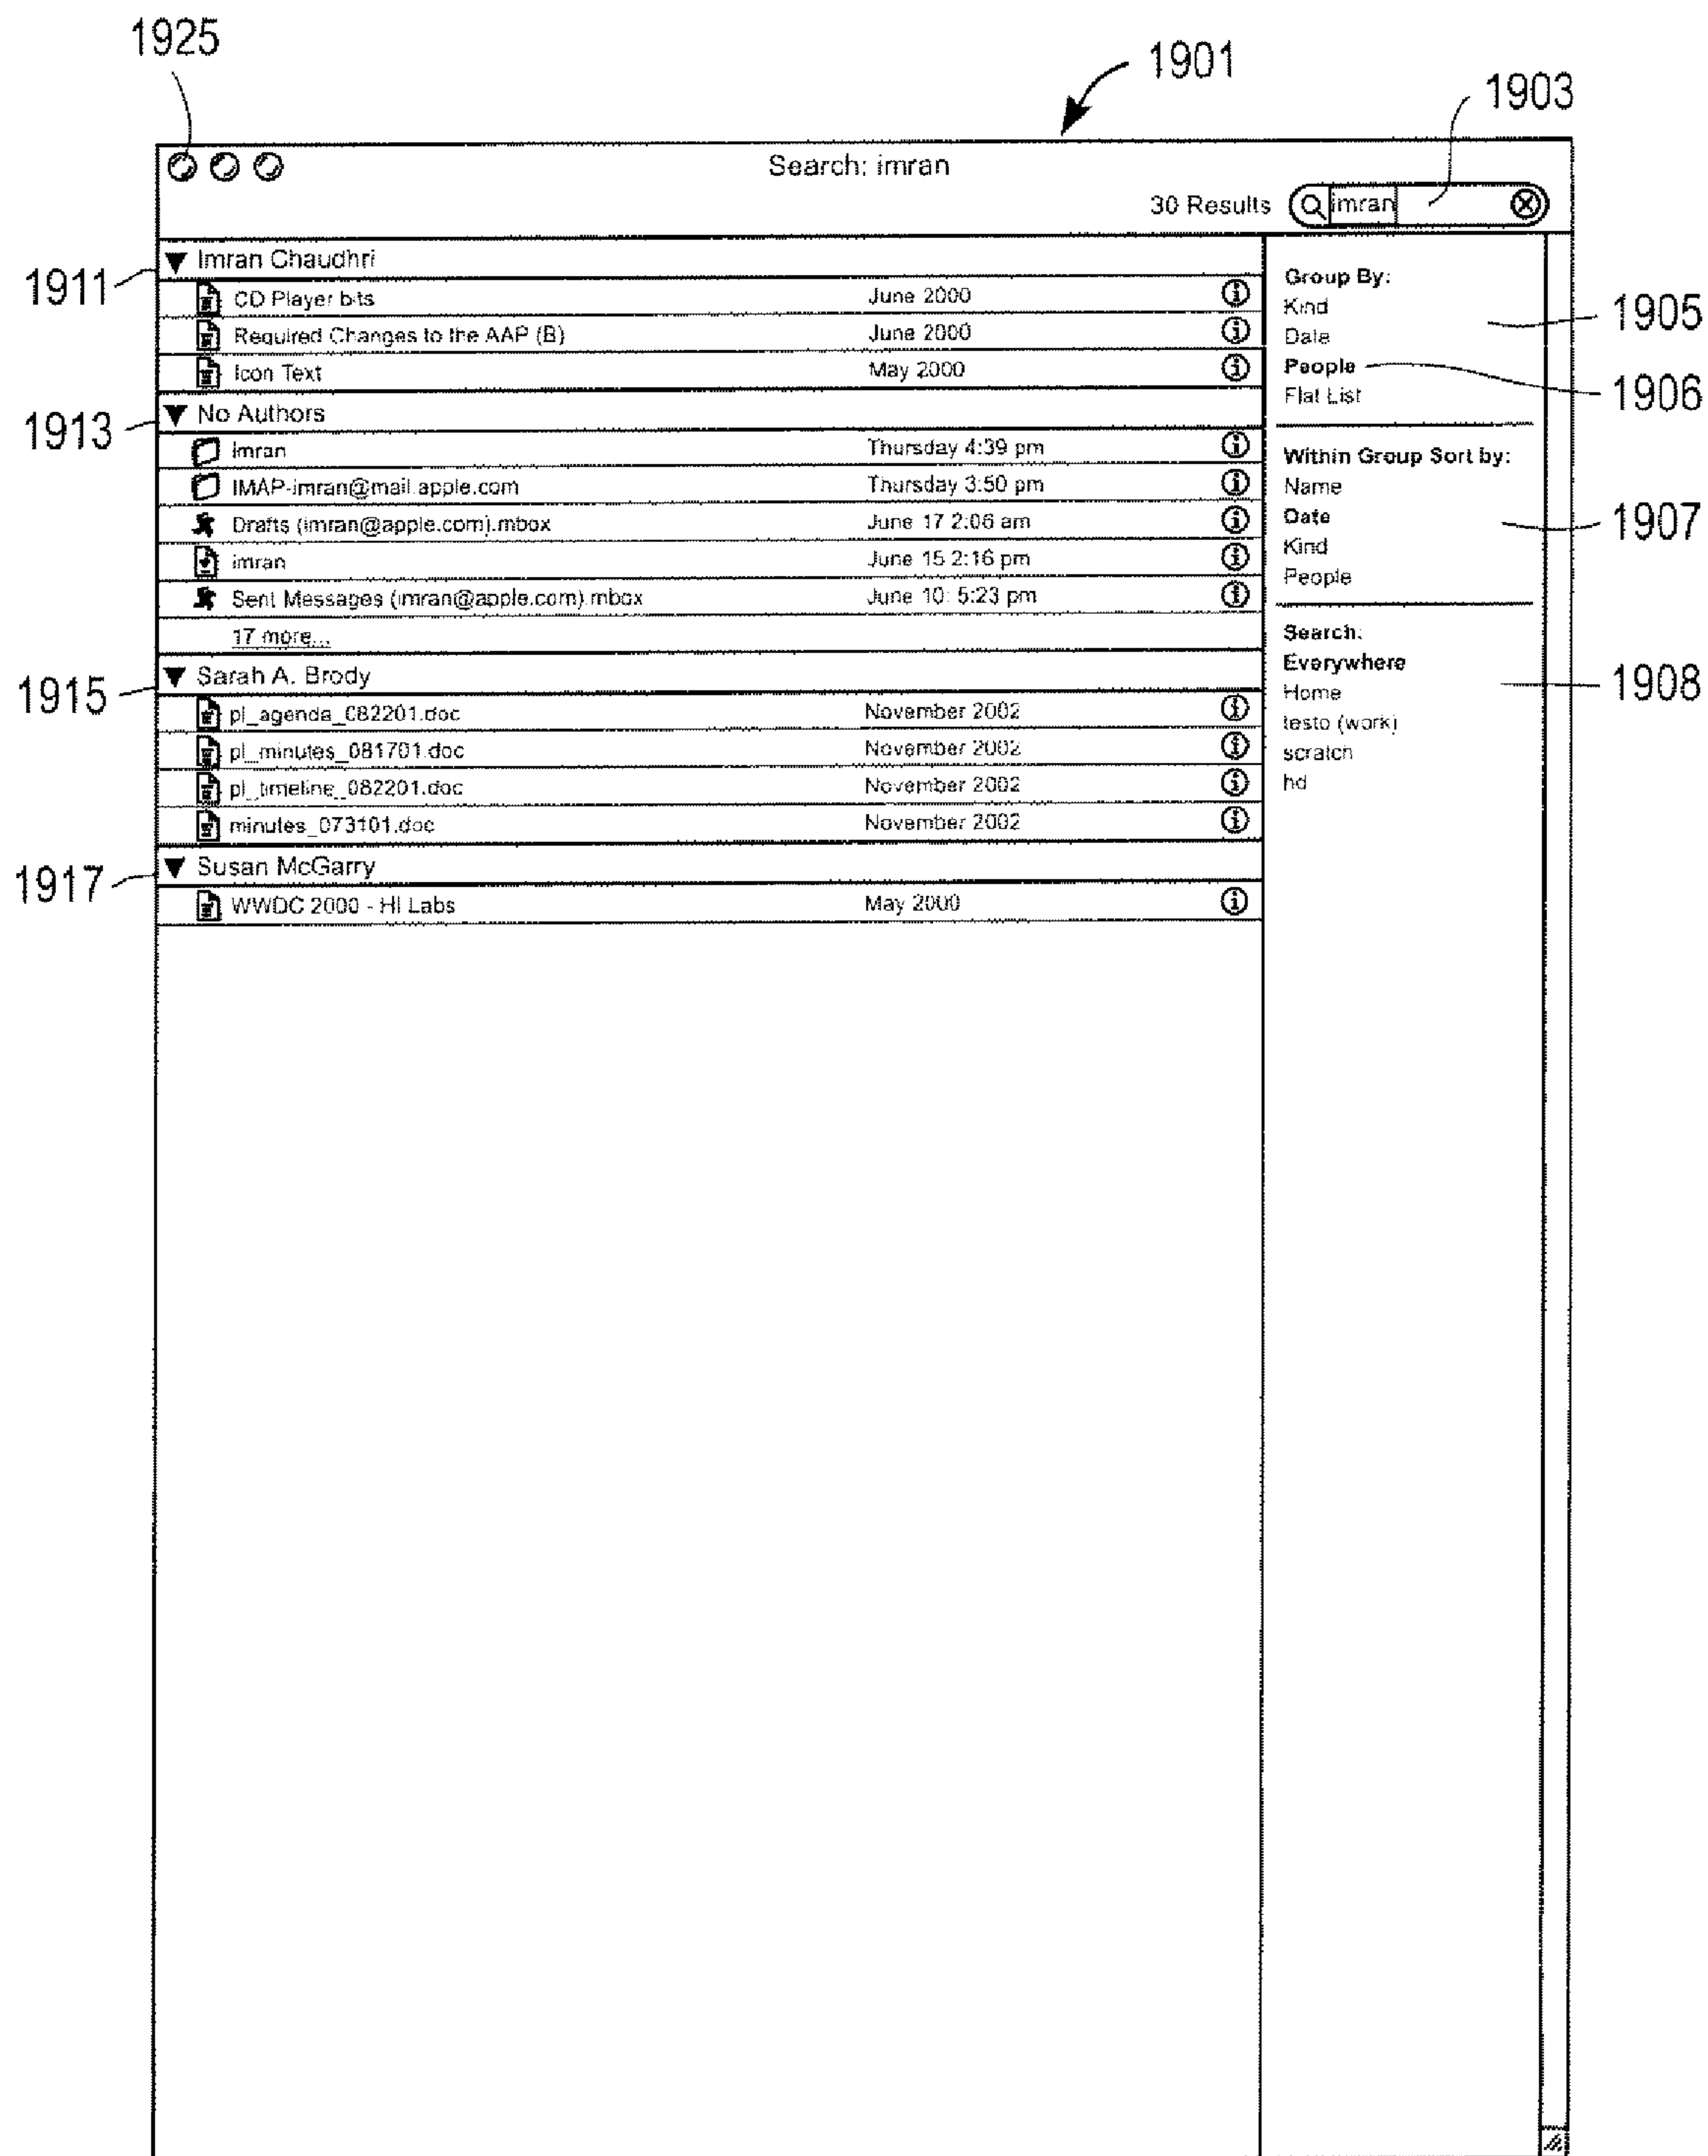 1925
1901
1903
Search: imran
30 Results
imran
1911
Imran Chaudhri
CD Player bits June 2000
Required Changes to the AAP (B) June 2000
Icon Text May 2000
1913
No Authors
Imran Thursday 4:39 pm
IMAP-imran@mail.apple.com Thursday 3:50 pm
Drafts (imran@apple.com).mbox June 17 2:06 am
imran June 15 2:16 pm
Sent Messages (imran@apple.com).mbox June 10 5:23 pm
17 more...
1915
Sarah A. Brody
pl_agenda_082201.doc November 2002
pl_minutes_081701.doc November 2002
pl_timeline_082201.doc November 2002
minutes_073101.doc November 2002
1917
Susan McGarry
WWDC 2000 - HI Labs May 2000
Group By:
Kind
Date
People
Flat List
1905
1906
Within Group Sort by:
Name
Date
Kind
People
1907
Search:
Everywhere
Home
testo (work)
scratch
hd
1908